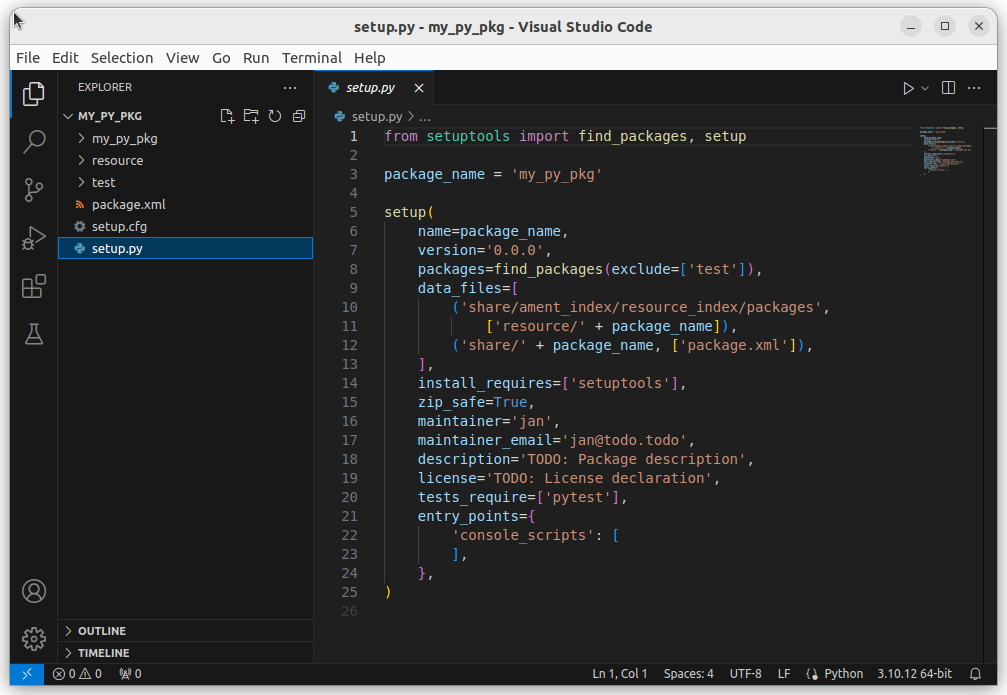 setup.py - my_py_pkg - Visual Studio Code
File Edit Selection View Go Run Terminal Help
EXPLORER
MY_PY_PKG
my_py_pkg
resource
test
package.xml
setup.cfg
setup.py
OUTLINE
TIMELINE
setup.py
setup.py > ...
1 from setuptools import find_packages, setup
2
3 package_name = 'my_py_pkg'
4
5 setup(
6     name=package_name,
7     version='0.0.0',
8     packages=find_packages(exclude=['test']),
9     data_files=[
10         ('share/ament_index/resource_index/packages',
11             ['resource/' + package_name]),
12         ('share/' + package_name, ['package.xml']),
13     ],
14     install_requires=['setuptools'],
15     zip_safe=True,
16     maintainer='jan',
17     maintainer_email='jan@todo.todo',
18     description='TODO: Package description',
19     license='TODO: License declaration',
20     tests_require=['pytest'],
21     entry_points={
22         'console_scripts': [
23         ],
24     },
25 )
26
0 0 0 Ln 1, Col 1 Spaces: 4 UTF-8 LF Python 3.10.12 64-bit